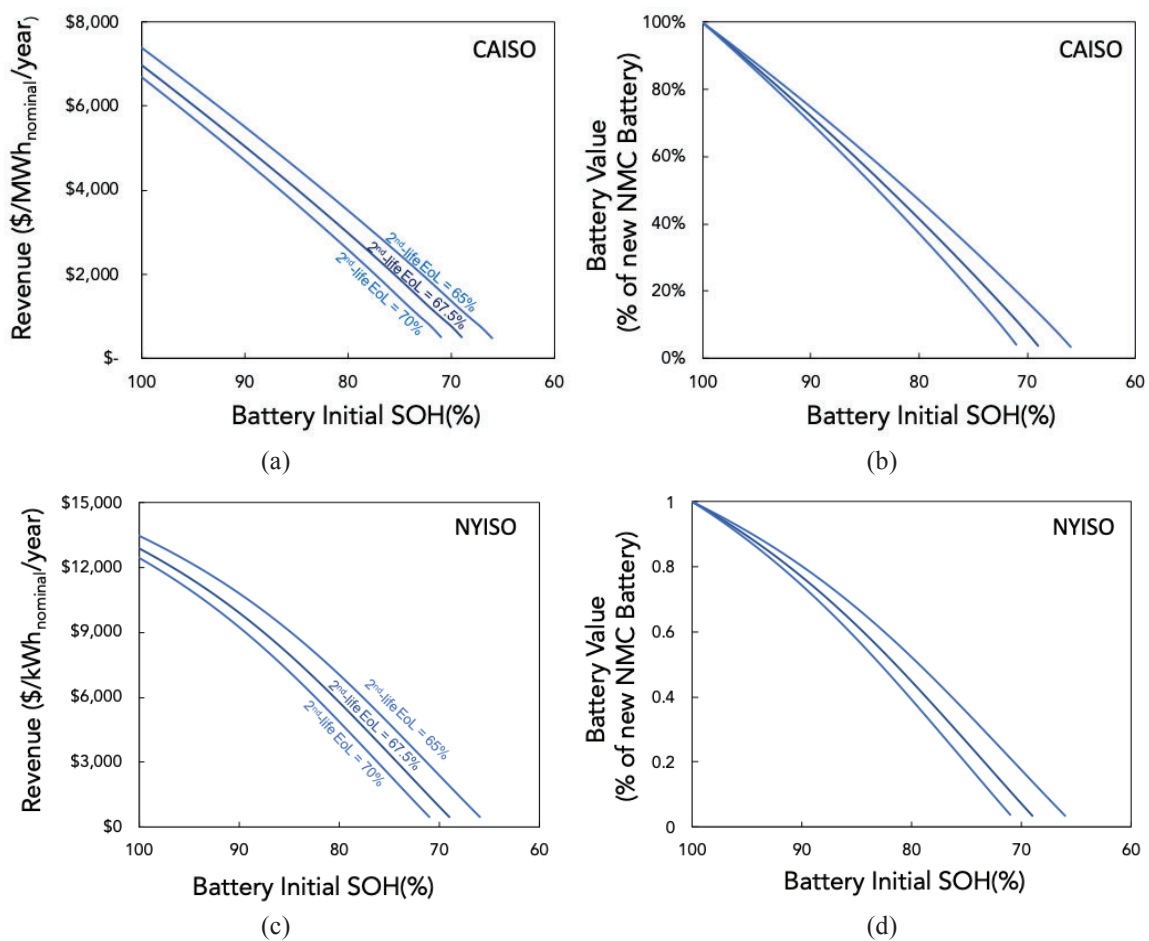 $8,000
$6,000
$4,000
$2,000
$-
Revenue ($/MWhnominal/year)
CAISO
2nd-life EoL = 65%
2nd-life EoL = 67.5%
2nd-life EoL = 70%
100 90 80 70 60
Battery Initial SOH(%)
(a)
100%
80%
60%
40%
20%
0%
Battery Value
(% of new NMC Battery)
CAISO
100 90 80 70 60
Battery Initial SOH(%)
(b)
$15,000
$12,000
$9,000
$6,000
$3,000
$0
Revenue ($/kWhnominal/year)
NYISO
2nd-life EoL = 65%
2nd-life EoL = 67.5%
2nd-life EoL = 70%
100 90 80 70 60
Battery Initial SOH(%)
(c)
1
0.8
0.6
0.4
0.2
0
Battery Value
(% of new NMC Battery)
NYISO
100 90 80 70 60
Battery Initial SOH(%)
(d)